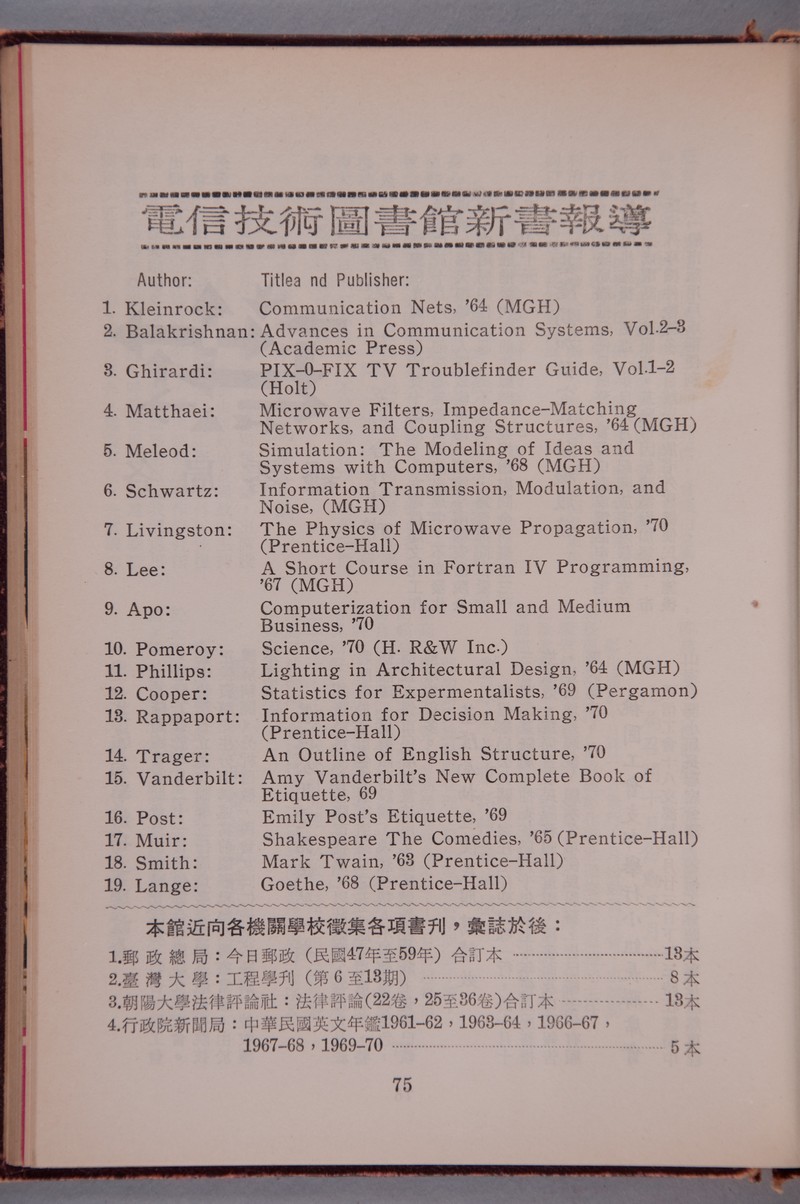 電信技術圖書館新書報導
Author: Titlea nd Publisher:
1. Kleinrock: Communication Nets, ’64 (MGH)
2. Balakrishnan: Advances in Communication Systems, Vol.2-3
(Academic Press)
3. Ghirardi: PIX-0-FIX TV Troublefinder Guide, Vol.1-2
(Holt)
4. Matthaei: Microwave Filters, Impedance-Matching
Networks, and Coupling Structures, ’64 (MGH)
5. Meleod: Simulation: The Modeling of Ideas and
Systems with Computers, ’68 (MGH)
6. Schwartz: Information Transmission, Modulation, and
Noise, (MGH)
7. Livingston: The Physics of Microwave Propagation, ’70
(Prentice-Hall)
8. Lee: A Short Course in Fortran IV Programming,
’67 (MGH)
9. Apo: Computerization for Small and Medium
Business, ’70
10. Pomeroy: Science, ’70 (H. R&W Inc.)
11. Phillips: Lighting in Architectural Design, ’64 (MGH)
12. Cooper: Statistics for Expermentalists, ’69 (Pergamon)
13. Rappaport: Information for Decision Making, ’70
(Prentice-Hall)
14. Trager: An Outline of English Structure, ’70
15. Vanderbilt: Amy Vanderbilt’s New Complete Book of
Etiquette, 69
16. Post: Emily Post’s Etiquette, ’69
17. Muir: Shakespeare The Comedies, ’65 (Prentice-Hall)
18. Smith: Mark Twain, ’63 (Prentice-Hall)
19. Lange: Goethe, ’68 (Prentice-Hall)
本館近向各機關學校徵集各項書刊，彙誌於後：
1.郵政總局：今日郵政（民國47年至59年）合訂本 ………… 13本
2.臺灣大學：工程學刊（第6至13期） ………… 8本
3.朝陽大學法律評論社：法律評論(22卷，25至36卷)合訂本 ………… 13本
4.行政院新聞局：中華民國英文年鑑1961-62，1963-64，1966-67，
1967-68，1969-70 ………… 5本
75